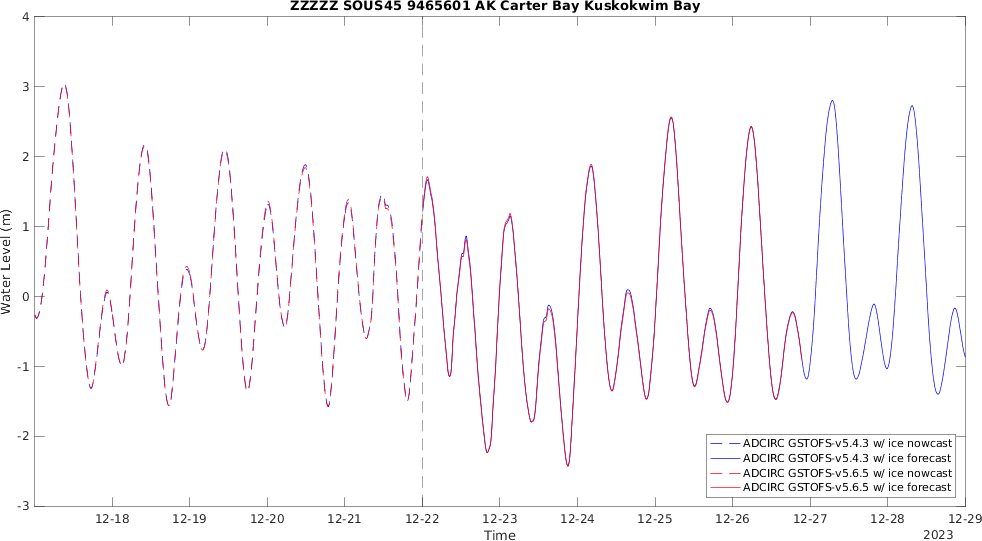 ZZZZZ SOUS45 9465601 AK Carter Bay Kuskokwim Bay
4
3
2
1
0
-1
-2
-3
Water Level (m)
12-18 12-19 12-20 12-21 12-22 12-23 12-24 12-25 12-26 12-27 12-28 12-29
Time
2023
ADCIRC GSTOFS-v5.4.3 w/ ice nowcast
ADCIRC GSTOFS-v5.4.3 w/ ice forecast
ADCIRC GSTOFS-v5.6.5 w/ ice nowcast
ADCIRC GSTOFS-v5.6.5 w/ ice forecast